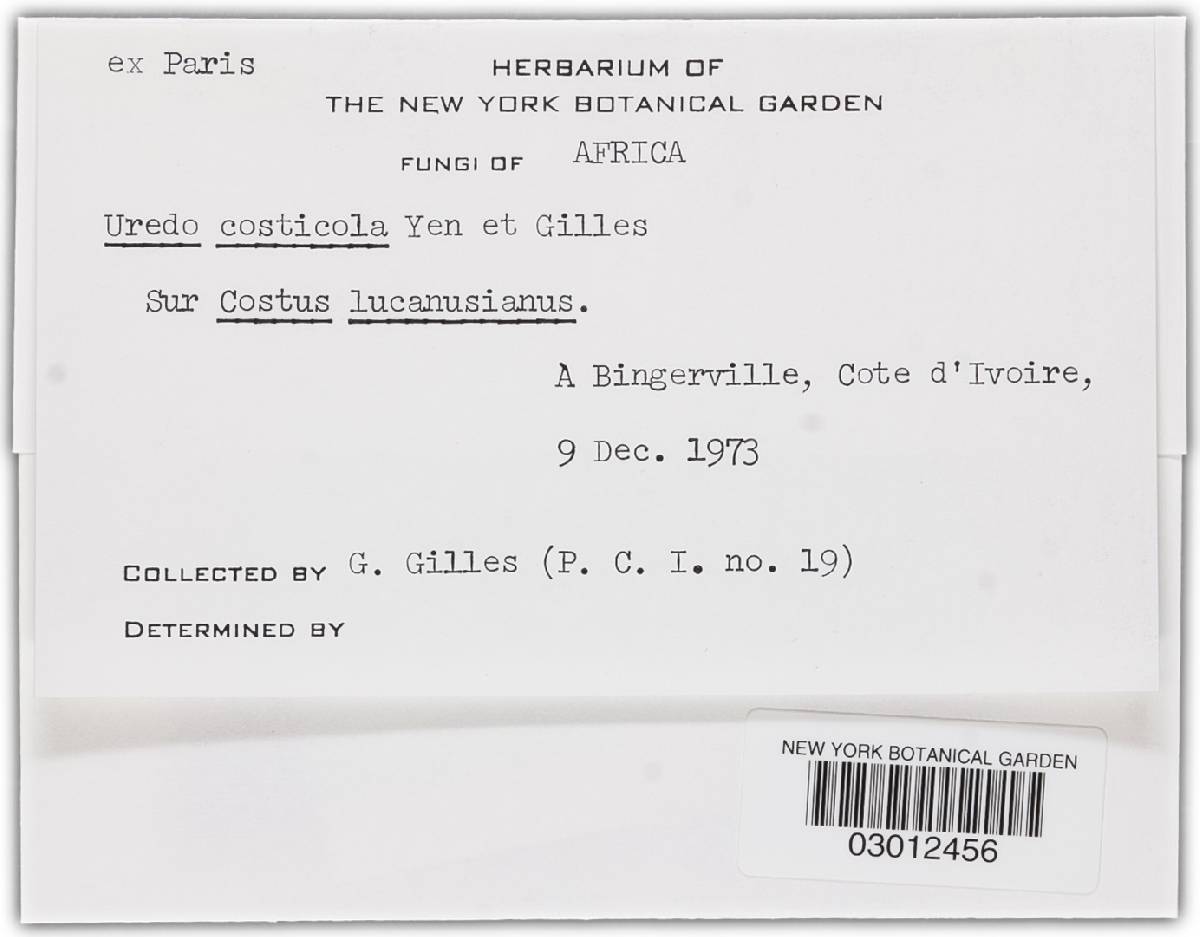 ex Paris
HERBARIUM OF
THE NEW YORK BOTANICAL GARDEN
FUNGI OF AFRICA
Uredo costicola Yen et Gilles
Sur Costus lucanusianus.
A Bingerville, Cote d'Ivoire,
9 Dec. 1973
COLLECTED BY G. Gilles (P. C. I. no. 19)
DETERMINED BY
NEW YORK BOTANICAL GARDEN
03012456